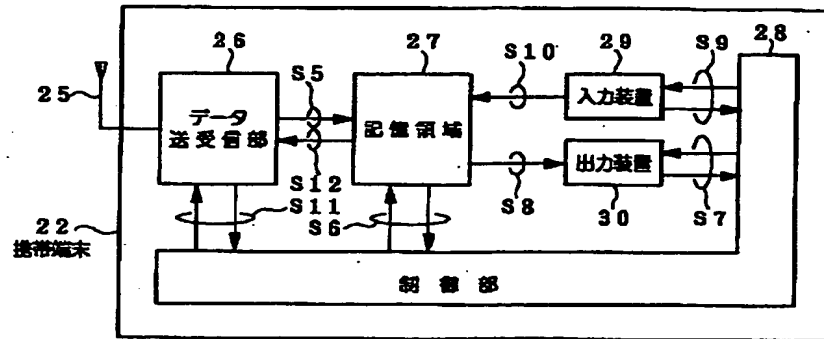 26
27
29
S9
28
S10
25
S5
データ
送受信部
記憶領域
入力装置
出力装置
S12
S11
S6
S8
30
S7
22
携帯端末
制御部